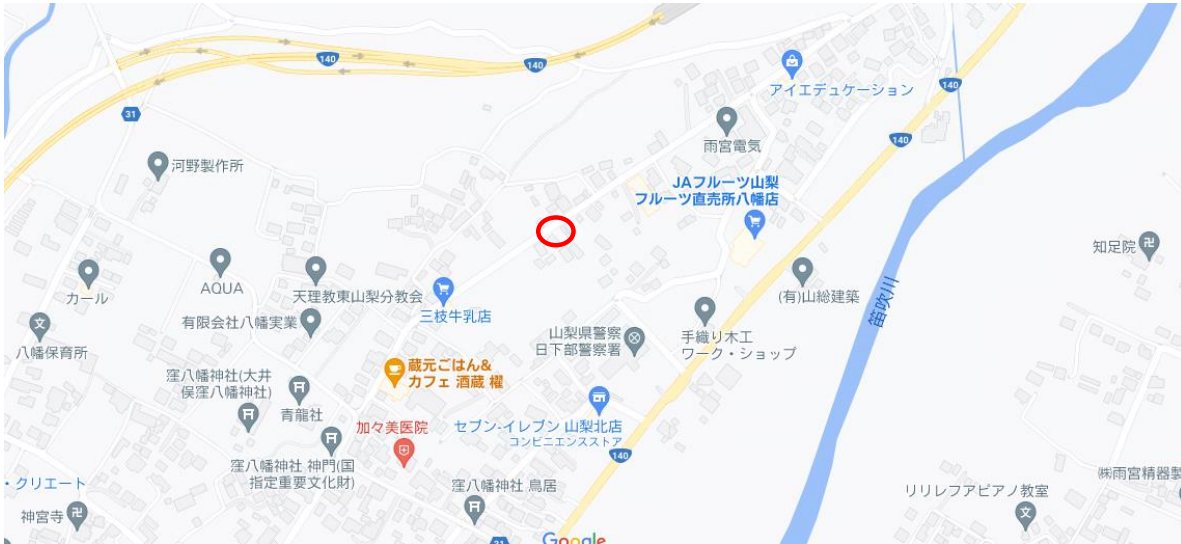 140
140
アイエデュケーション
140
31
雨宮電気
140
河野製作所
JAフルーツ山梨
フルーツ直売所八幡店
知足院
カール
AQUA
天理教東山梨分教会
(有)山総建築
笛吹川
三枝牛乳店
有限会社八幡実業
山梨県警察
日下部警察署
手織り木工
ワーク・ショップ
八幡保育所
蔵元ごはん&
カフェ 酒蔵 櫂
窪八幡神社(大井
俣窪八幡神社)
青龍社
加々美医院
セブン-イレブン 山梨北店
コンビニエンスストア
140
窪八幡神社 神門(国
指定重要文化財)
・クリエート
窪八幡神社 鳥居
リリレフアピアノ教室
㈱雨宮精器製
神宮寺
31
Google